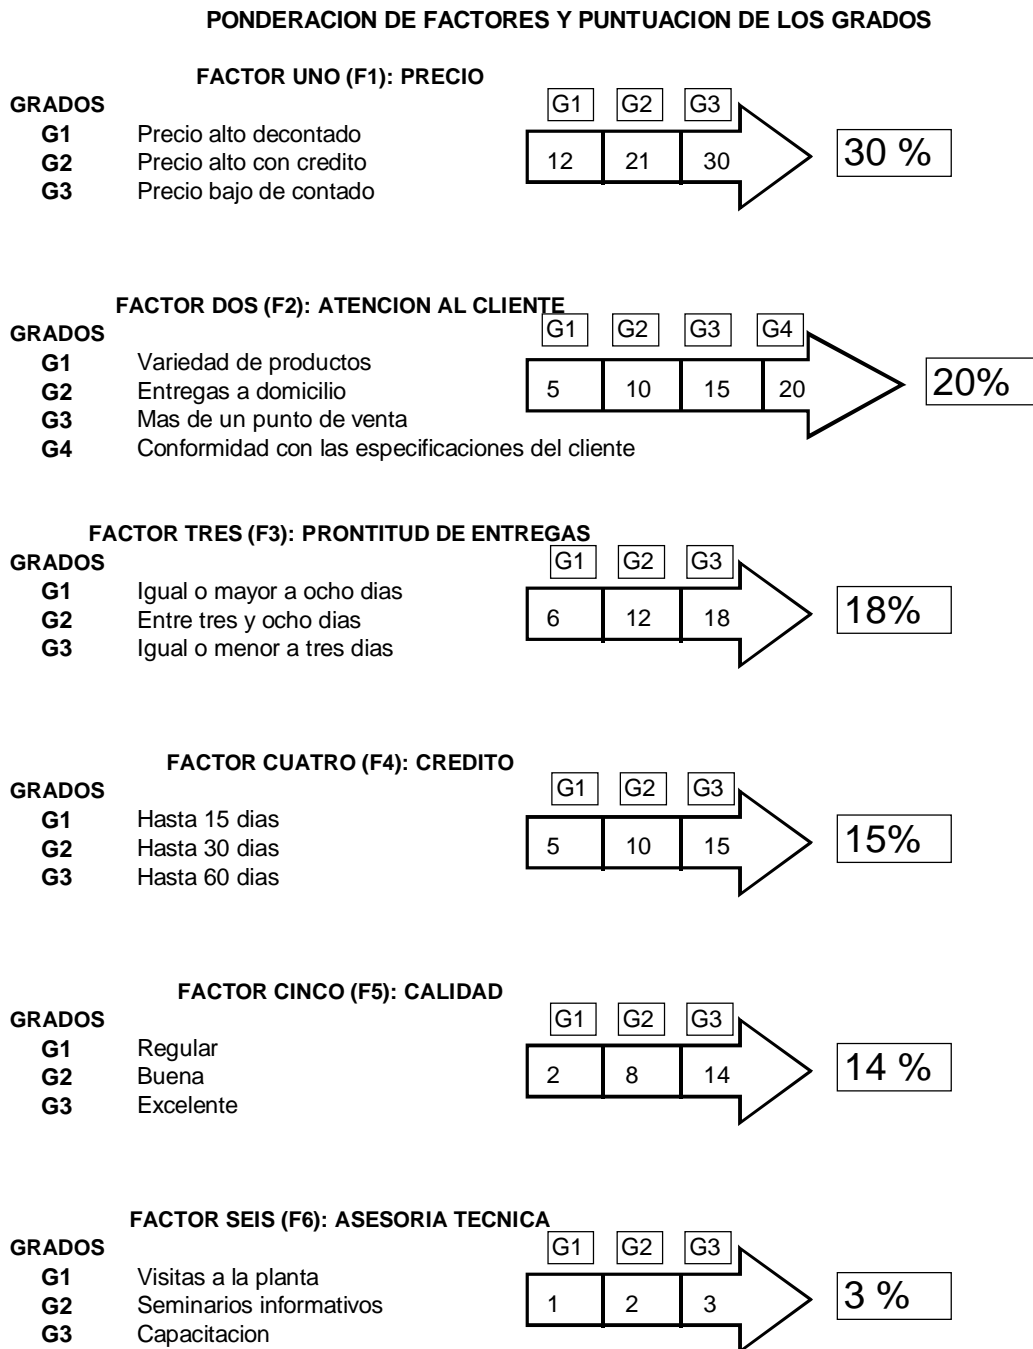 PONDERACION DE FACTORES Y PUNTUACION DE LOS GRADOS
FACTOR UNO (F1): PRECIO
GRADOS G1 G2 G3
G1 Precio alto decontado
G2 Precio alto con credito 12 21 30 30 %
G3 Precio bajo de contado
FACTOR DOS (F2): ATENCION AL CLIENTE
GRADOS G1 G2 G3 G4
G1 Variedad de productos
G2 Entregas a domicilio 5 10 15 20 20%
G3 Mas de un punto de venta
G4 Conformidad con las especificaciones del cliente
FACTOR TRES (F3): PRONTITUD DE ENTREGAS
GRADOS G1 G2 G3
G1 Igual o mayor a ocho dias
G2 Entre tres y ocho dias 6 12 18 18%
G3 Igual o menor a tres dias
FACTOR CUATRO (F4): CREDITO
GRADOS G1 G2 G3
G1 Hasta 15 dias
G2 Hasta 30 dias 5 10 15 15%
G3 Hasta 60 dias
FACTOR CINCO (F5): CALIDAD
GRADOS G1 G2 G3
G1 Regular
G2 Buena 2 8 14 14 %
G3 Excelente
FACTOR SEIS (F6): ASESORIA TECNICA
GRADOS G1 G2 G3
G1 Visitas a la planta
G2 Seminarios informativos 1 2 3 3 %
G3 Capacitacion